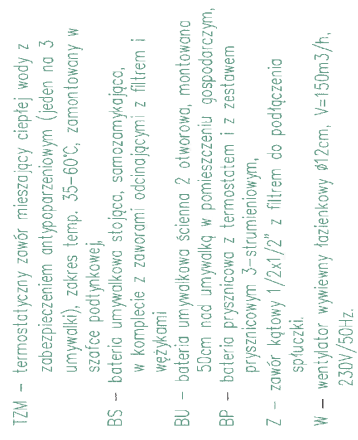 TZM – termostatyczny zawór mieszający ciepłej wody z
zabezpieczeniem antypoparzeniowym (jeden na 3
umywalki), zakres temp. 35-60°C, zamontowany w
szafce podtynkowej,
BS – bateria umywalkowa stojąca, samozamykająca,
w komplecie z zaworami odcinającymi z filtrem i
wężykami
BU – bateria umywalkowa ścienna 2 otworowa, montowana
50cm nad umywalką w pomieszczeniu gospodarczym,
BP – bateria prysznicowa z termostatem i z zestawem
prysznicowym 3-strumieniowym,
Z – zawór kątowy 1/2x1/2" z filtrem do podłączenia
spłuczki.
W – wentylator wywiewny łazienkowy ø12cm, V=150m3/h,
230V/50Hz.